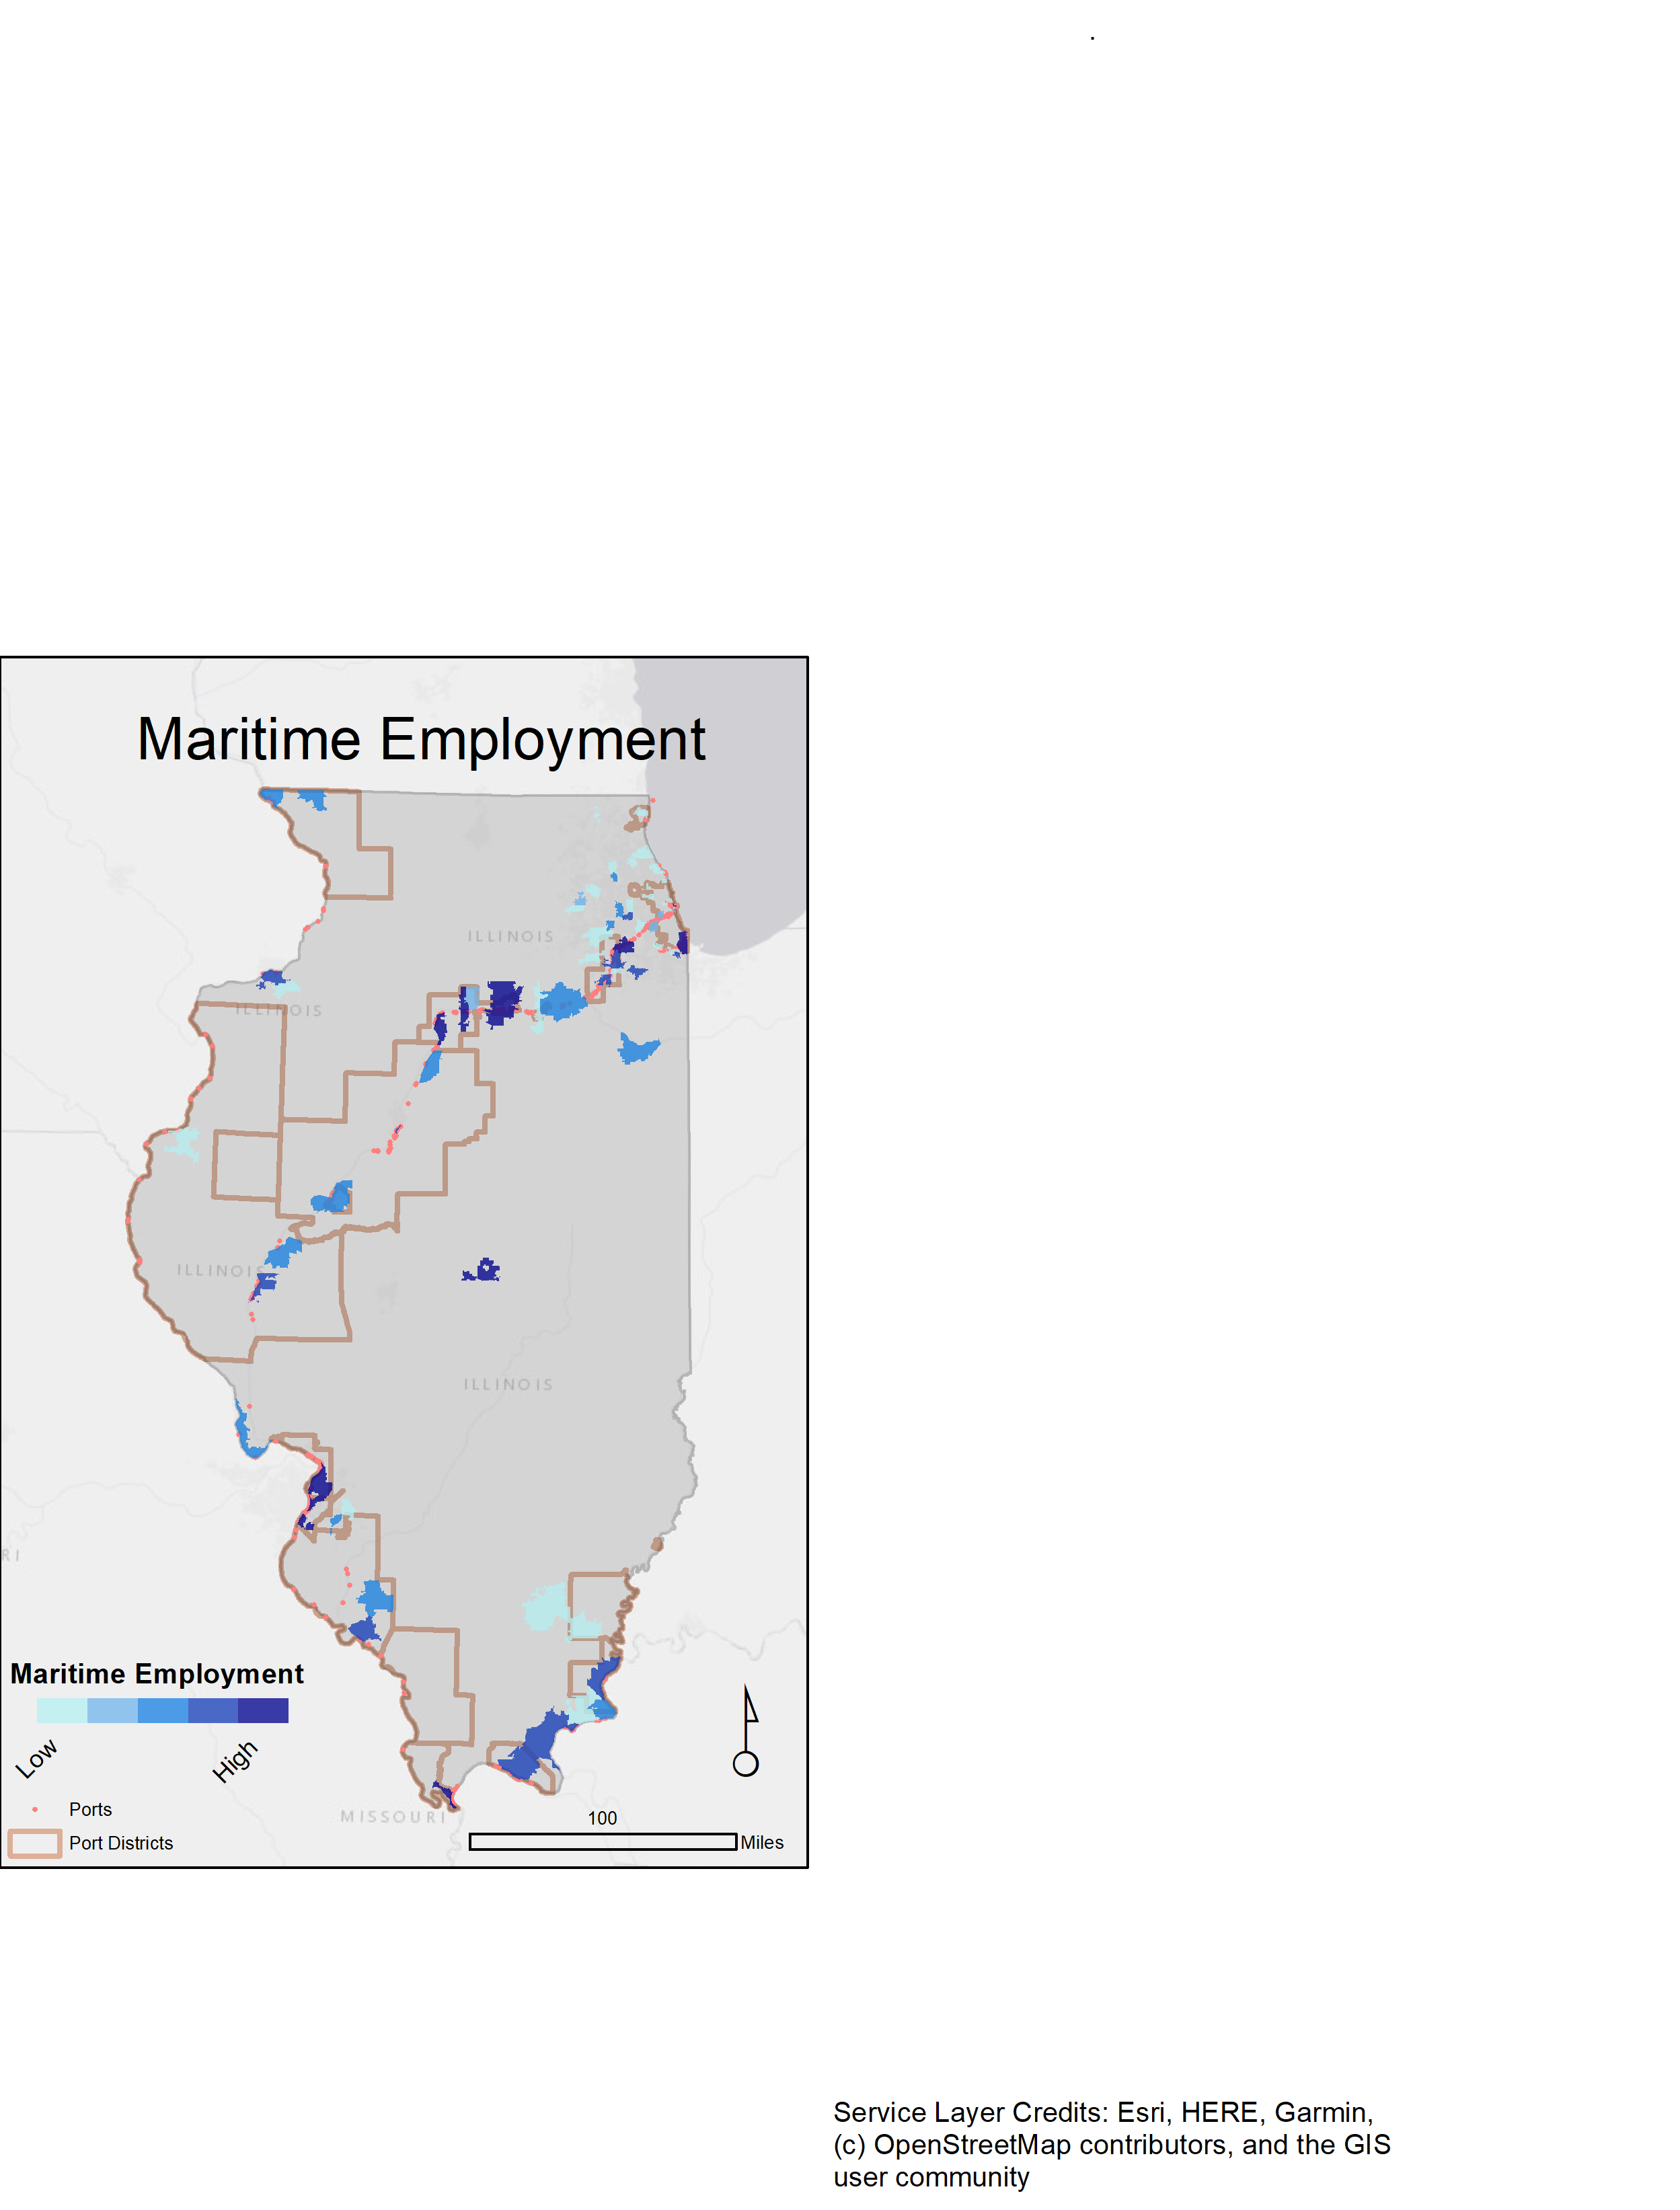 .
Maritime Employment
ILLINOIS
ILLINOIS
ILLINOIS
ILLINOIS
RI
Maritime Employment
Low
High
Ports
Port Districts
MISSOURI
100
Miles
Service Layer Credits: Esri, HERE, Garmin,
(c) OpenStreetMap contributors, and the GIS
user community